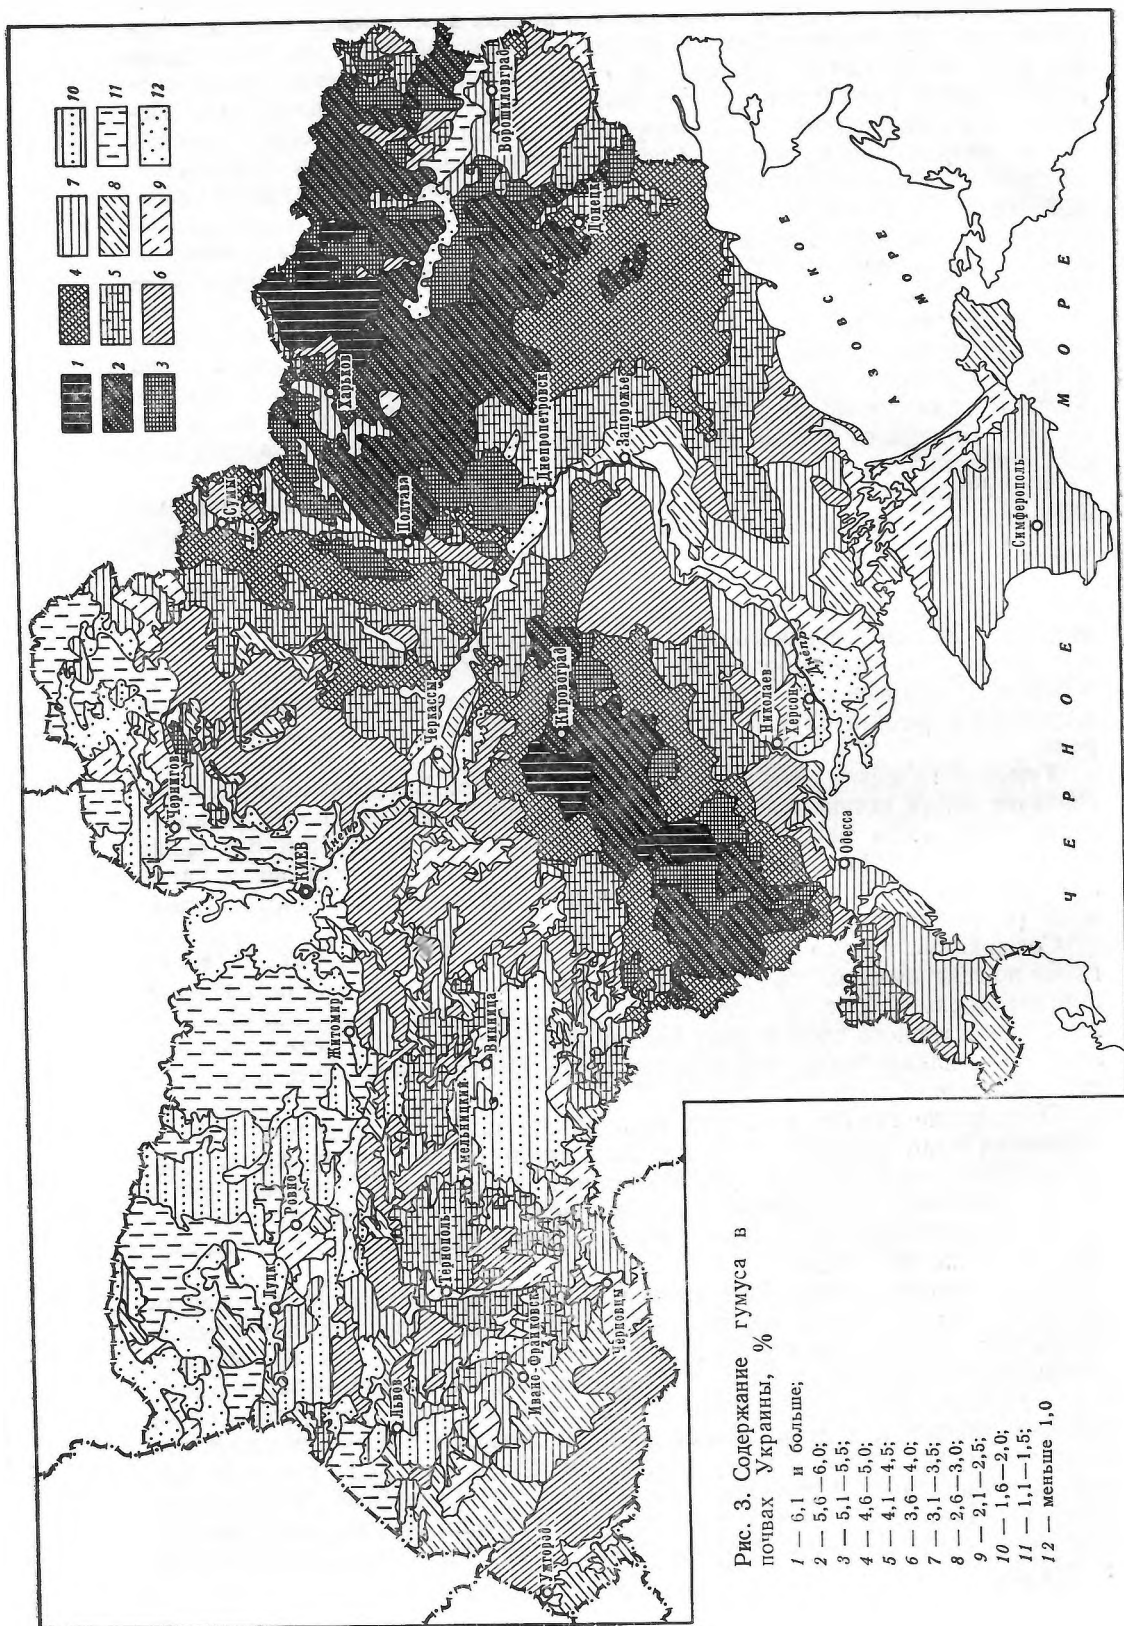 1
2
3
4
5
6
7
8
9
10
11
12
Ворошиловград
Донецк
Харьков
Сумы
Полтава
Днепропетровск
Запорожье
Чернигов
КИЕВ
Днепр
Черкассы
Кировоград
Николаев
Херсон
Днепр
Одесса
Симферополь
Житомир
Винница
Хмельницкий
Ровно
Луцк
Тернополь
Львов
Ивано-Франковск
Черновцы
Ужгород
АЗОВСКОЕ
МОРЕ
ЧЕРНОЕ МОРЕ
Рис. 3. Содержание гумуса в
почвах Украины, %
1 — 6,1 и больше;
2 — 5,6—6,0;
3 — 5,1—5,5;
4 — 4,6—5,0;
5 — 4,1—4,5;
6 — 3,6—4,0;
7 — 3,1—3,5;
8 — 2,6—3,0;
9 — 2,1—2,5;
10 — 1,6—2,0;
11 — 1,1—1,5;
12 — меньше 1,0